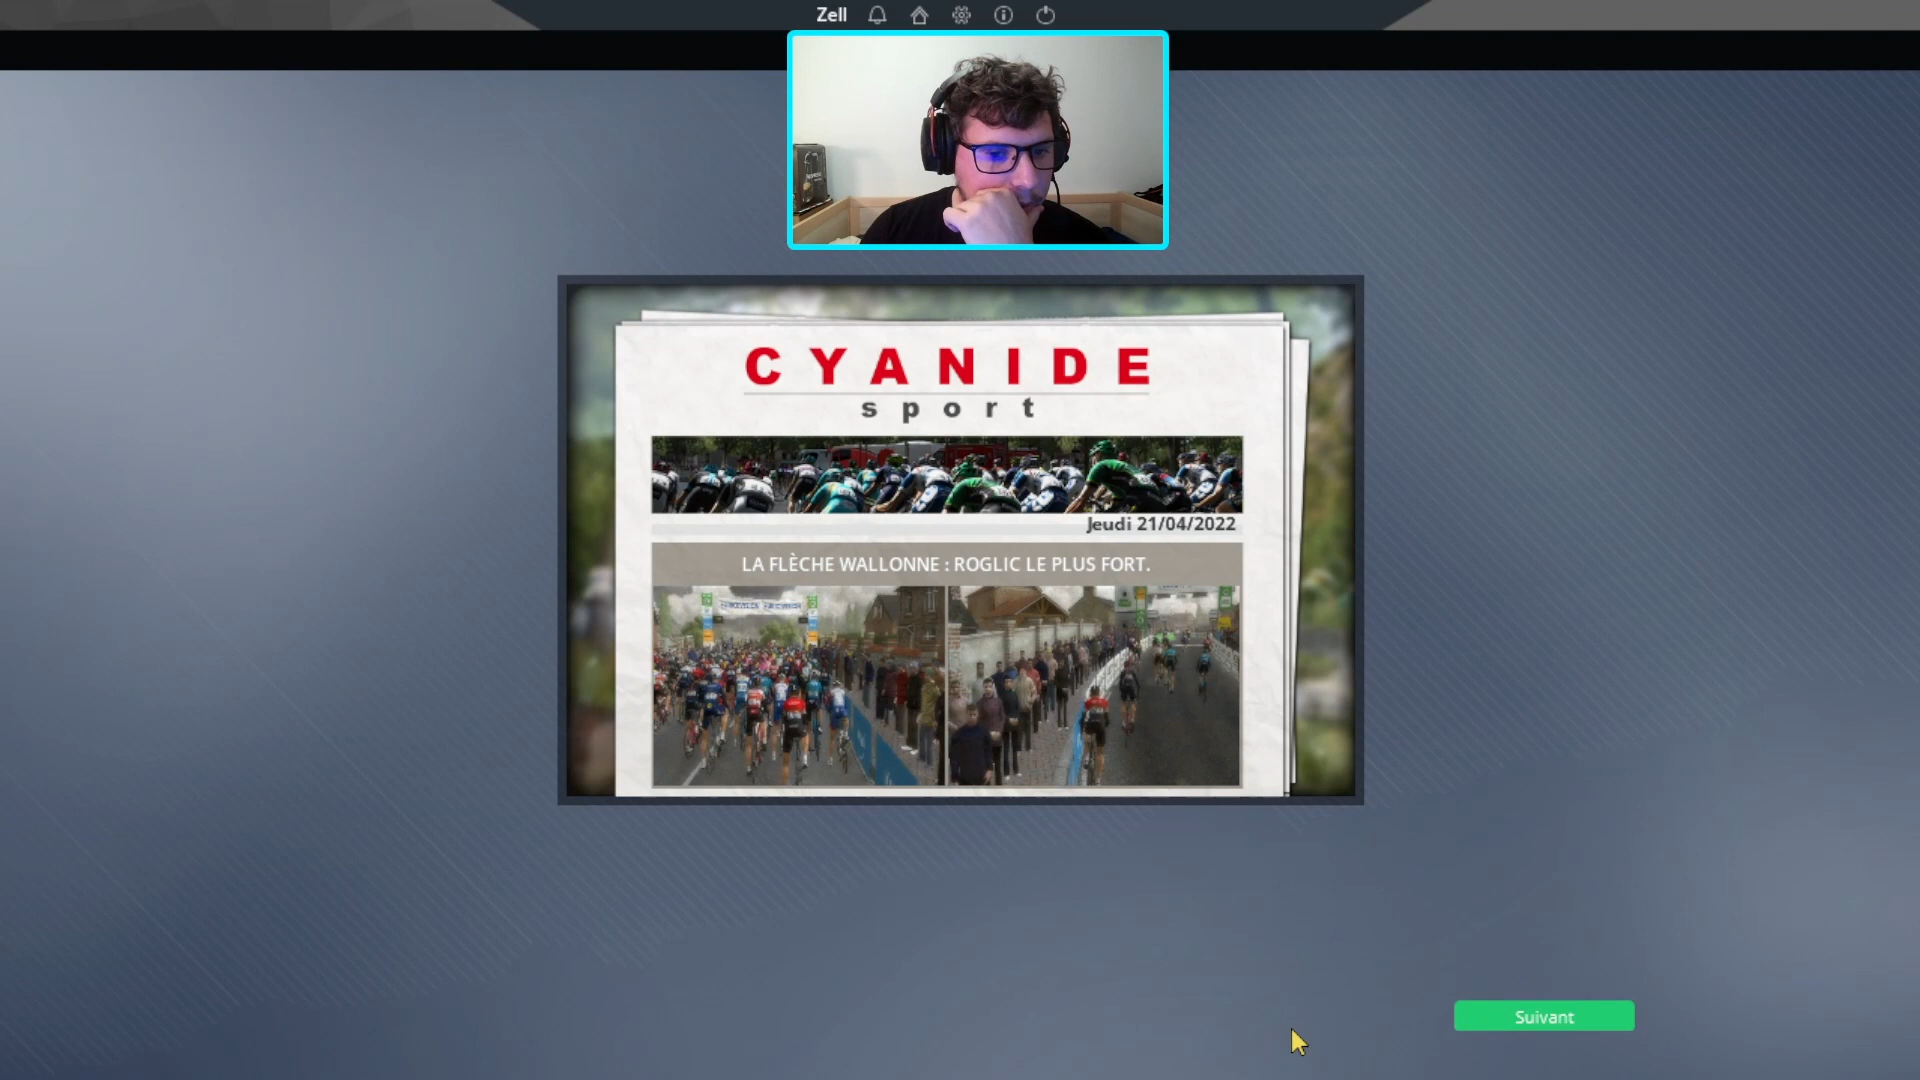 Zell
CYANIDE
sport
Jeudi 21/04/2022
LA FLÈCHE WALLONNE : ROGLIC LE PLUS FORT.
Suivant